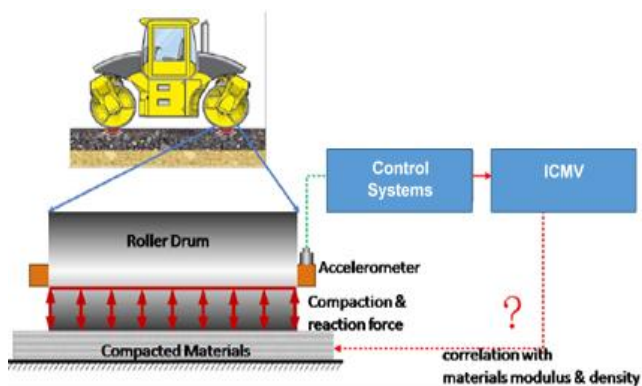 Control
Systems
ICMV
Roller Drum
Accelerometer
Compaction &
reaction force
?
Compacted Materials
correlation with
materials modulus & density